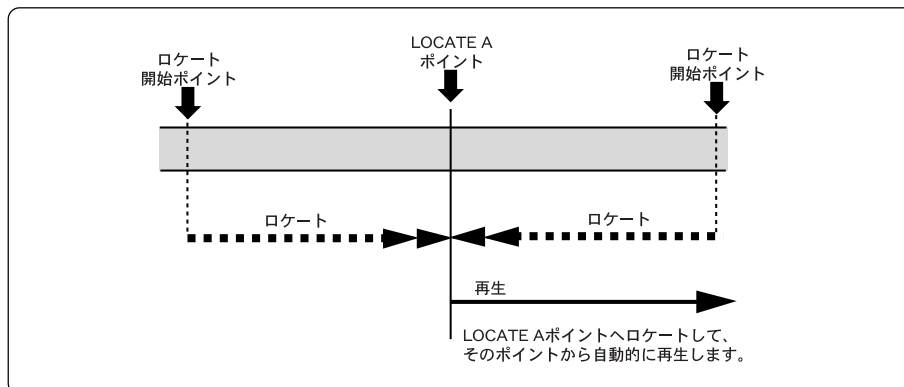 ロケート
開始ポイント
LOCATE A
ポイント
ロケート
開始ポイント
ロケート
ロケート
再生
LOCATE Aポイントへロケートして、
そのポイントから自動的に再生します。